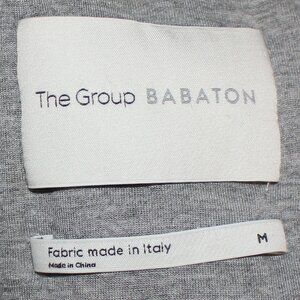 The Group BABATON
Fabric made in Italy
Made in China
M